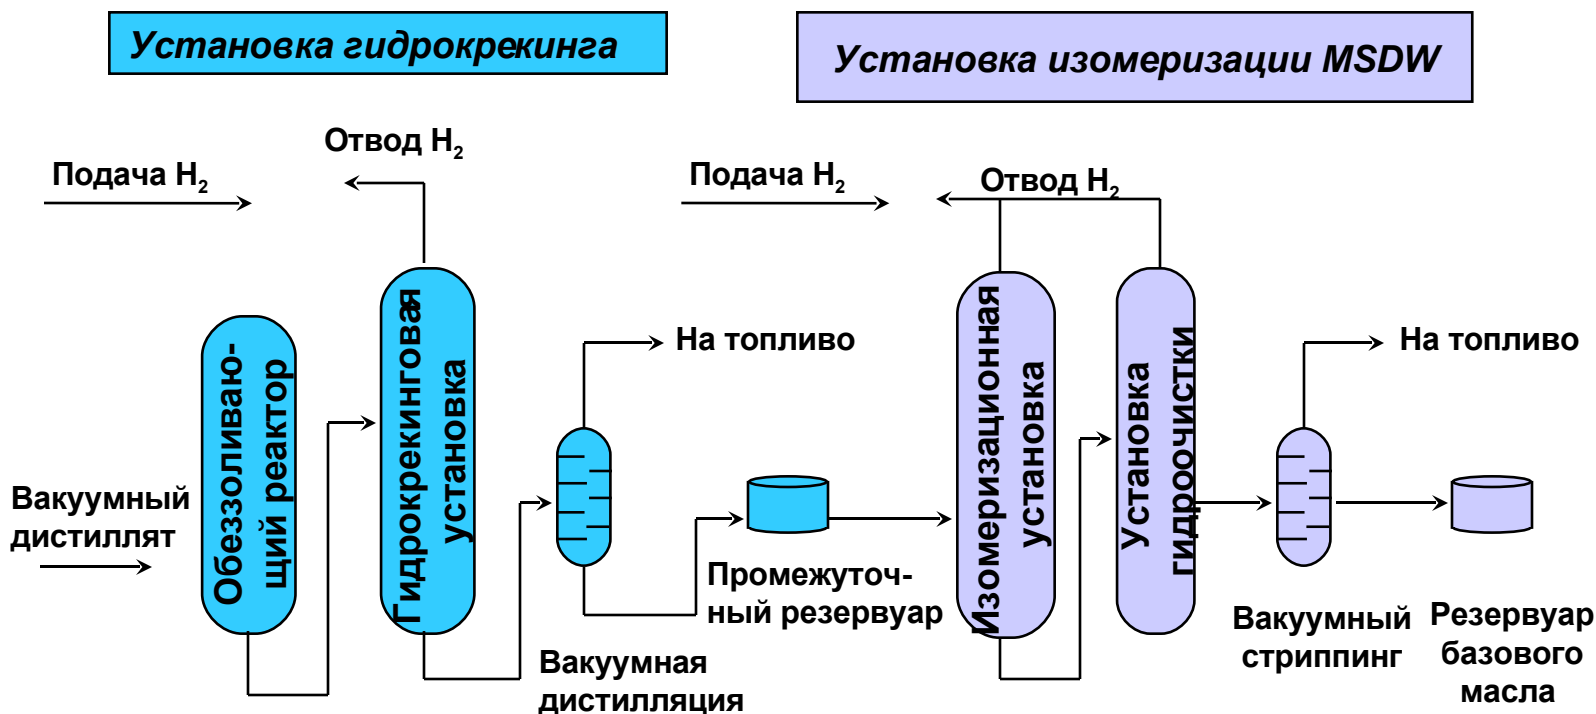 Установка гидрокрекинга
Установка изомеризации MSDW
Отвод H2
Подача H2
Подача H2
Отвод H2
Обеззоливаю-
щий реактор
Гидрокрекинговая
установка
На топливо
Изомеризационная
установка
Установка
гидроочистки
На топливо
Вакуумный
дистиллят
Промежуточ-
ный резервуар
Вакуумная
дистилляция
Вакуумный
стриппинг
Резервуар
базового
масла